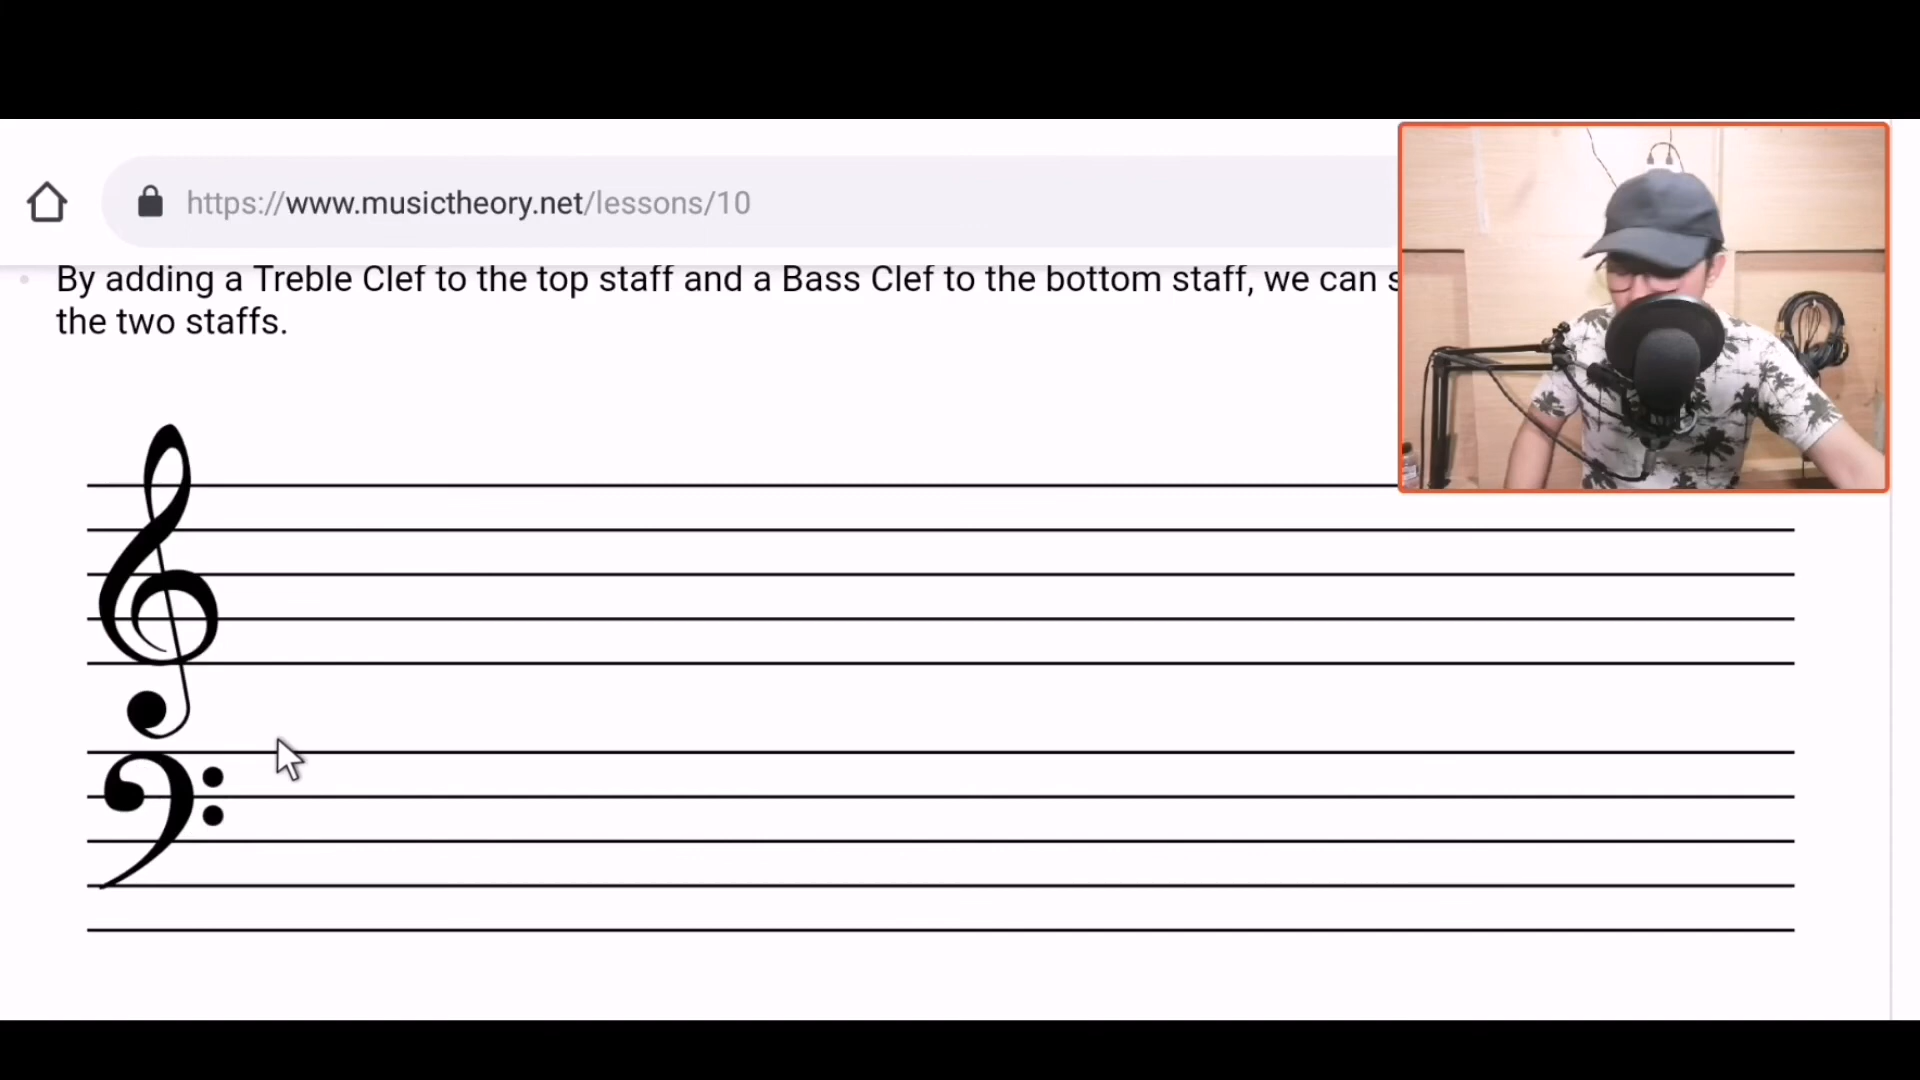 https://www.musictheory.net/lessons/10
By adding a Treble Clef to the top staff and a Bass Clef to the bottom staff, we can
the two staffs.